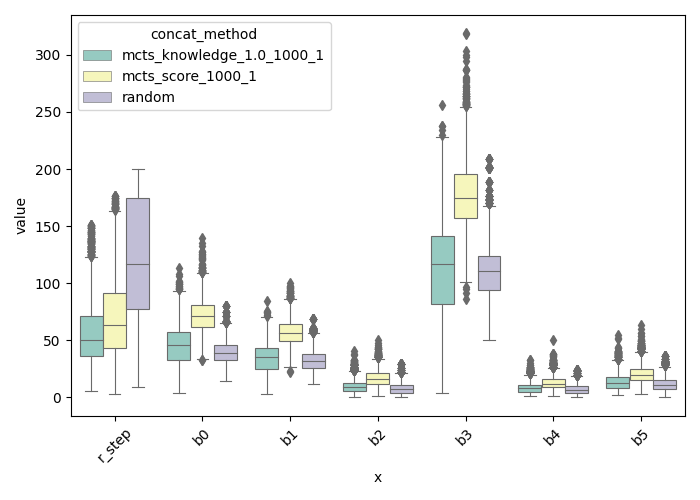 concat_method
mcts_knowledge_1.0_1000_1
mcts_score_1000_1
random
300
250
200
150
100
50
0
value
r_step
b0
b1
b2
b3
b4
b5
x